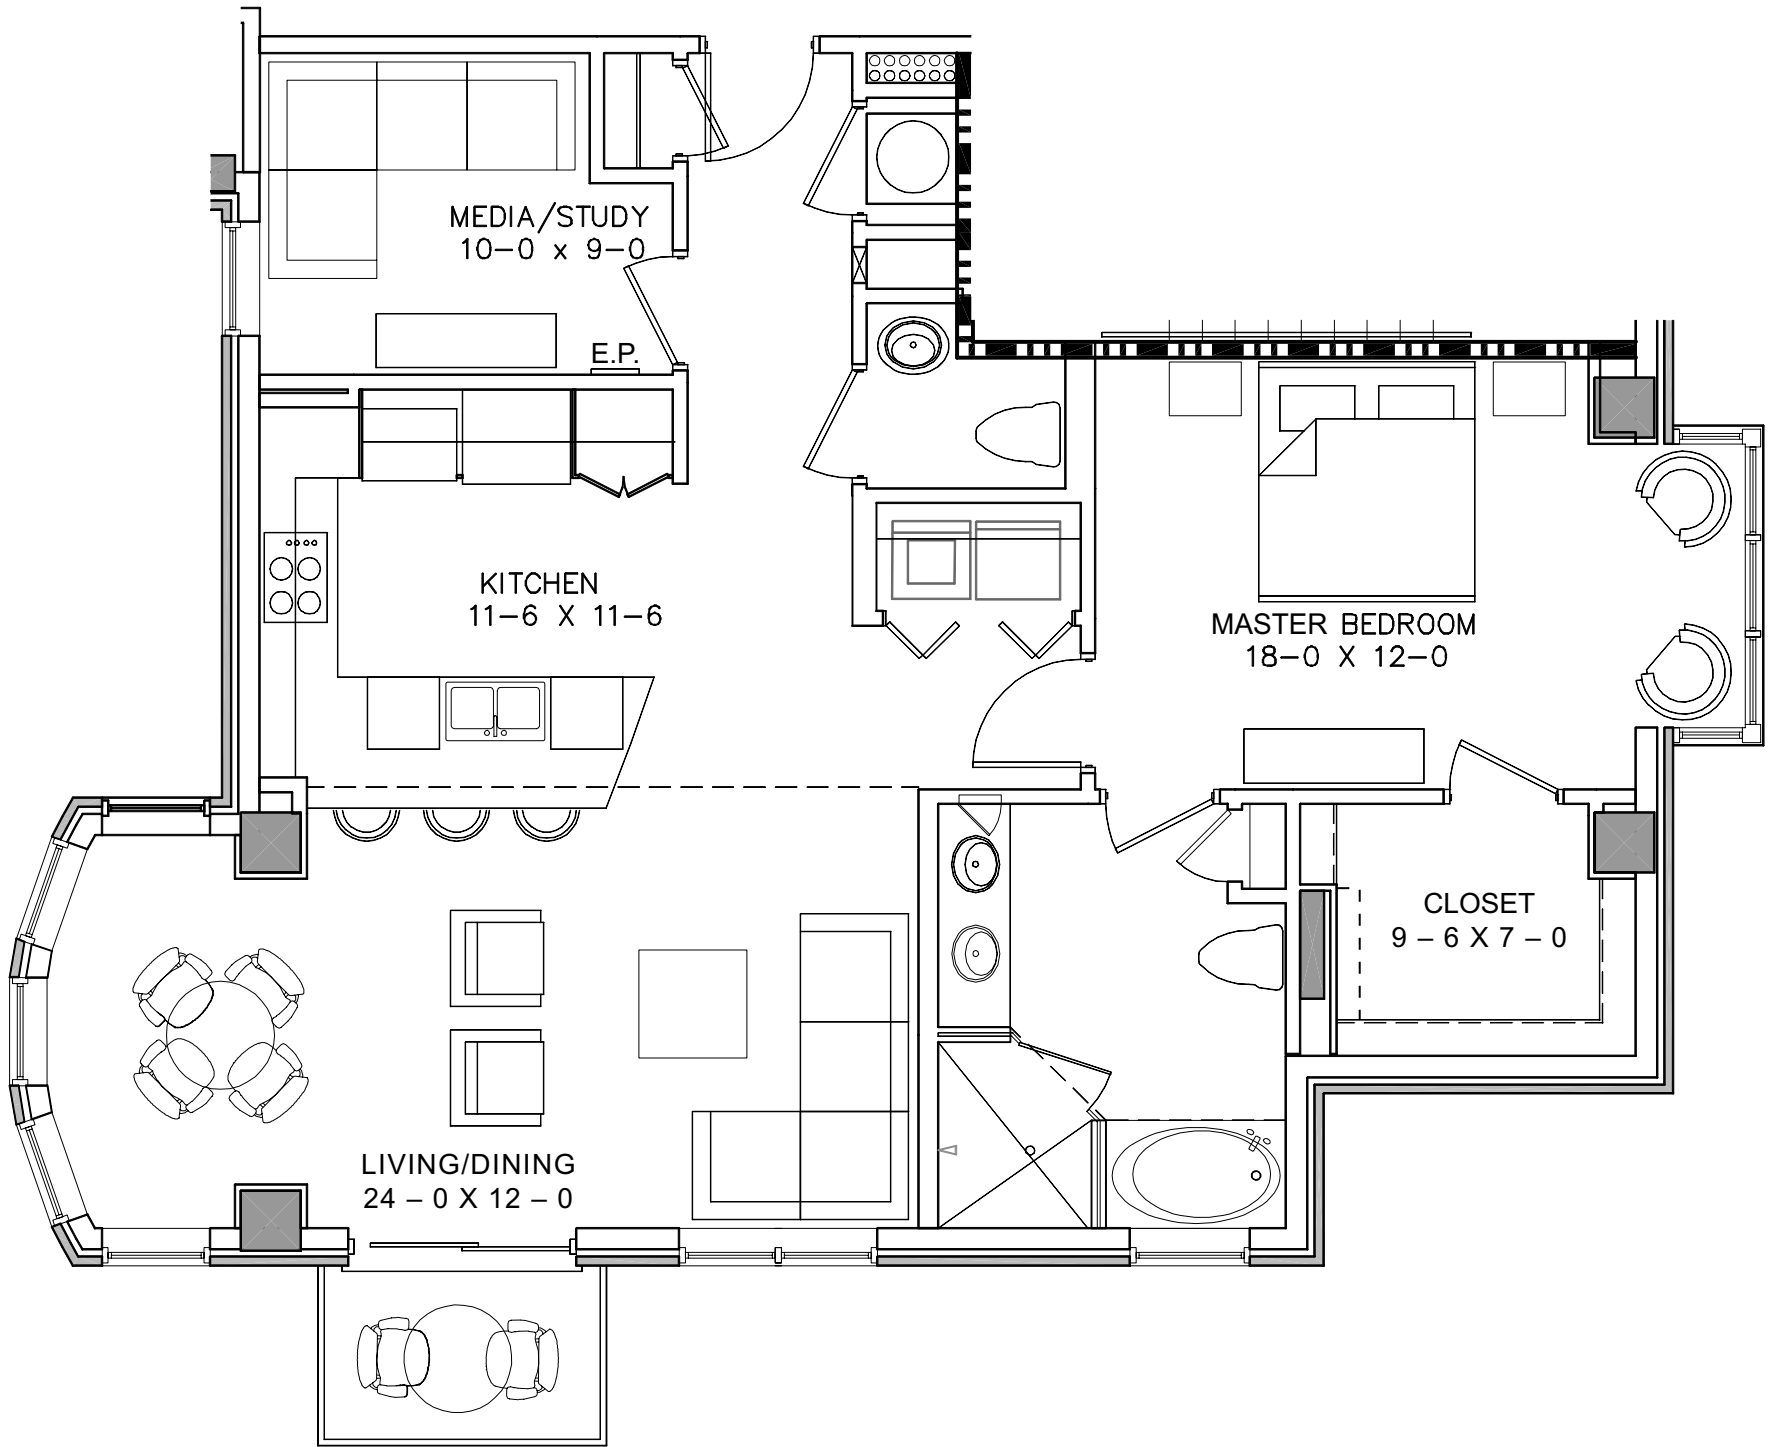 MEDIA/STUDY
10-0 x 9-0
E.P.
KITCHEN
11-6 X 11-6
MASTER BEDROOM
18-0 X 12-0
CLOSET
9 – 6 X 7 – 0
LIVING/DINING
24 – 0 X 12 – 0